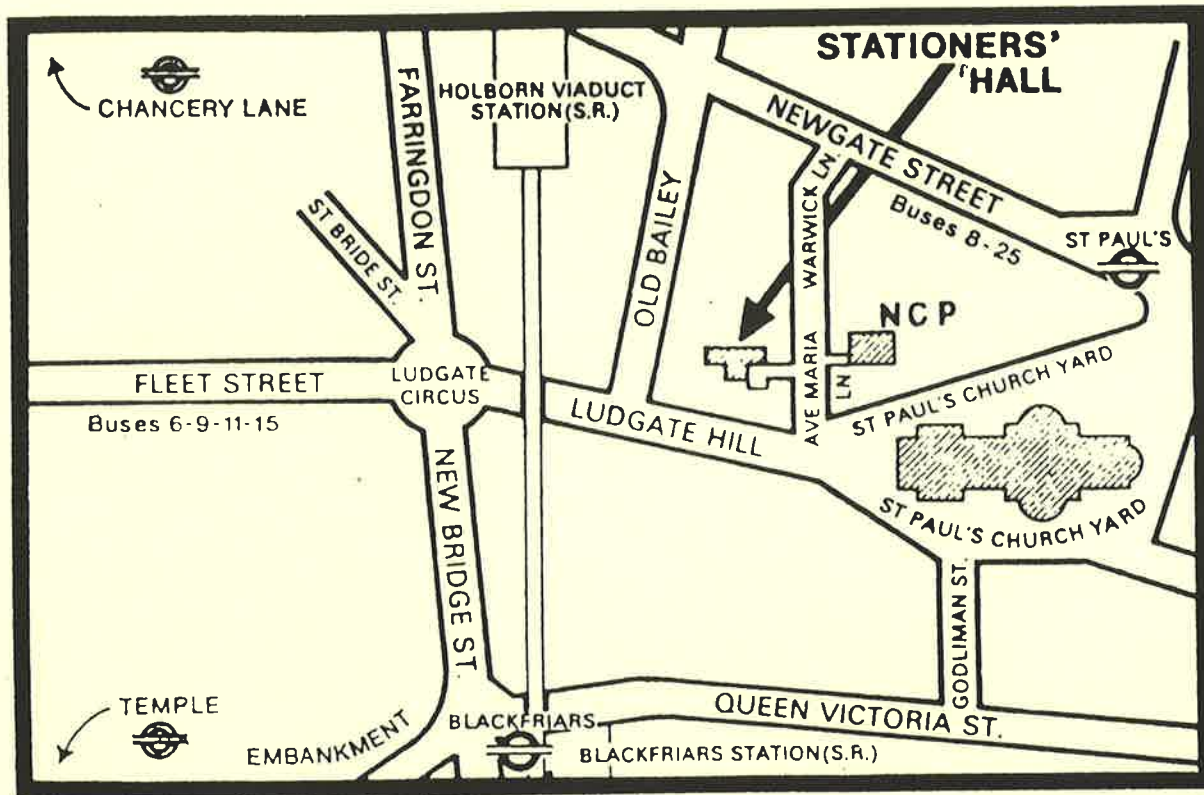 STATIONERS'
HALL
CHANCERY LANE
FARRINGDON ST.
HOLBORN VIADUCT
STATION (S.R.)
NEWGATE STREET
Buses 8-25
OLD BAILEY
WARWICK LN.
ST PAUL'S
ST BRIDE ST.
NCP
FLEET STREET
Buses 6-9-11-15
LUDGATE
CIRCUS
LUDGATE HILL
AVE MARIA
LN
ST PAUL'S CHURCH YARD
ST PAUL'S CHURCH YARD
NEW BRIDGE ST.
GODLIMAN ST.
TEMPLE
EMBANKMENT
BLACKFRIARS
QUEEN VICTORIA ST.
BLACKFRIARS STATION (S.R.)